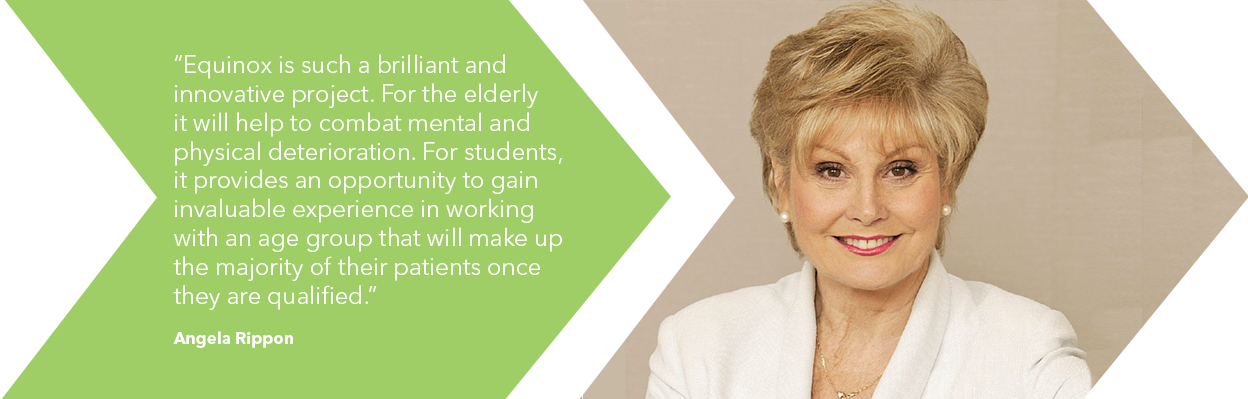 “Equinox is such a brilliant and
innovative project. For the elderly
it will help to combat mental and
physical deterioration. For students,
it provides an opportunity to gain
invaluable experience in working
with an age group that will make up
the majority of their patients once
they are qualified.”
Angela Rippon